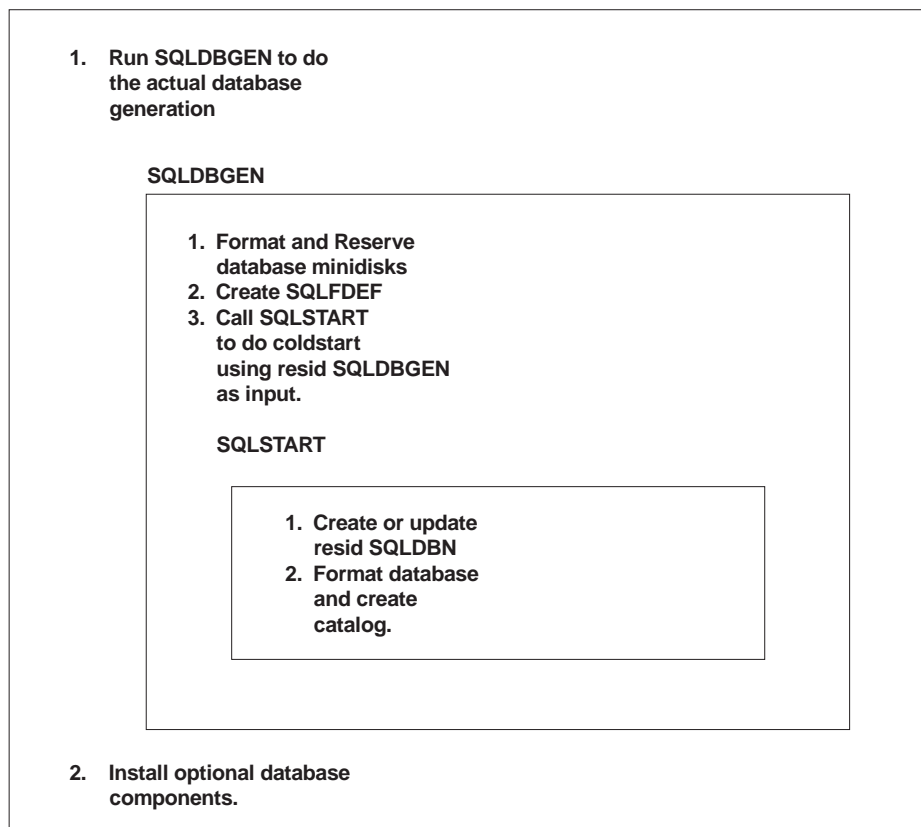 1. Run SQLDBGEN to do
the actual database
generation
SQLDBGEN
1. Format and Reserve
database minidisks
2. Create SQLFDEF
3. Call SQLSTART
to do coldstart
using resid SQLDBGEN
as input.
SQLSTART
1. Create or update
resid SQLDBN
2. Format database
and create
catalog.
2. Install optional database
components.